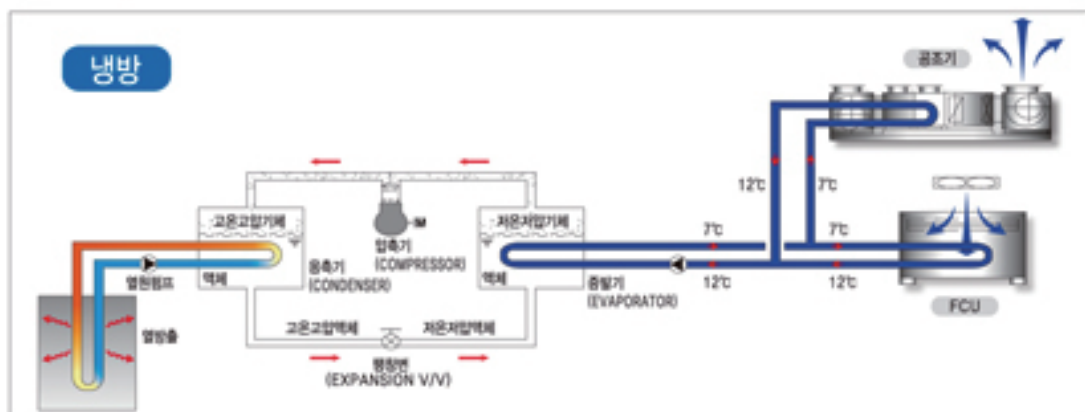 냉방
공조기
12℃
7℃
고온고압기체
저온저압기체
압축기
(COMPRESSOR)
7℃
7℃
열원펌프
액체
응축기
(CONDENSER)
액체
증발기
(EVAPORATOR)
12℃
12℃
FCU
열방출
고온고압액체
저온저압액체
팽창변
(EXPANSION V/V)